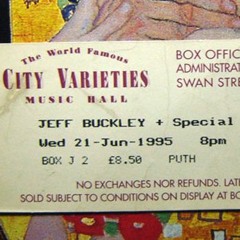 The World Famous
CITY VARIETIES
MUSIC HALL
BOX OFFIC
ADMINISTRAT
SWAN STRE
JEFF BUCKLEY + Special
Wed 21-Jun-1995 8pm
BOX J 2 £8.50 PUTH
NO EXCHANGES NOR REFUNDS. LATE
SOLD SUBJECT TO CONDITIONS ON DISPLAY AT BO